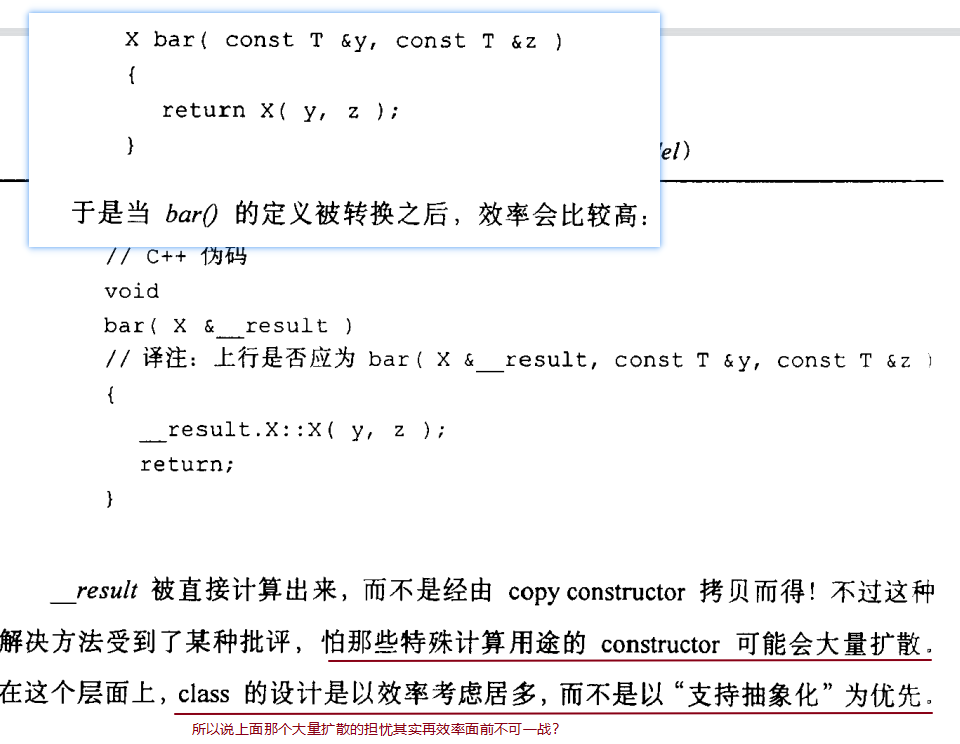 X bar( const T &y, const T &z )
{
return X( y, z );
}
el)
于是当 bar() 的定义被转换之后，效率会比较高：
// C++ 伪码
void
bar( X &__result )
// 译注：上行是否应为 bar( X &__result, const T &y, const T &z )
{
__result.X::X( y, z );
return;
}
__result 被直接计算出来，而不是经由 copy constructor 拷贝而得！不过这种
解决方法受到了某种批评，怕那些特殊计算用途的 constructor 可能会大量扩散。
在这个层面上，class 的设计是以效率考虑居多，而不是以“支持抽象化”为优先。
所以说上面那个大量扩散的担忧其实再效率面前不可一战？